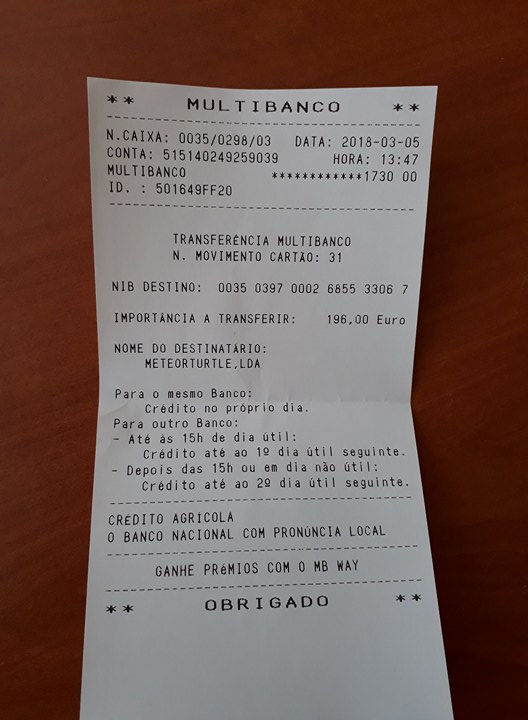 ** MULTIBANCO **
N.CAIXA: 0035/0298/03 DATA: 2018-03-05
CONTA: 515140249259039 HORA: 13:47
MULTIBANCO ************1730 00
ID. : 501649FF20
TRANSFERÊNCIA MULTIBANCO
N. MOVIMENTO CARTÃO: 31
NIB DESTINO: 0035 0397 0002 6855 3306 7
IMPORTÂNCIA A TRANSFERIR: 196,00 Euro
NOME DO DESTINATÁRIO:
METEORTURTLE,LDA
Para o mesmo Banco:
Crédito no próprio dia.
Para outro Banco:
- Até às 15h de dia útil:
Crédito até ao 1º dia útil seguinte.
- Depois das 15h ou em dia não útil:
Crédito até ao 2º dia útil seguinte.
CRÉDITO AGRÍCOLA
O BANCO NACIONAL COM PRONÚNCIA LOCAL
GANHE PRéMIOS COM O MB WAY
** OBRIGADO **